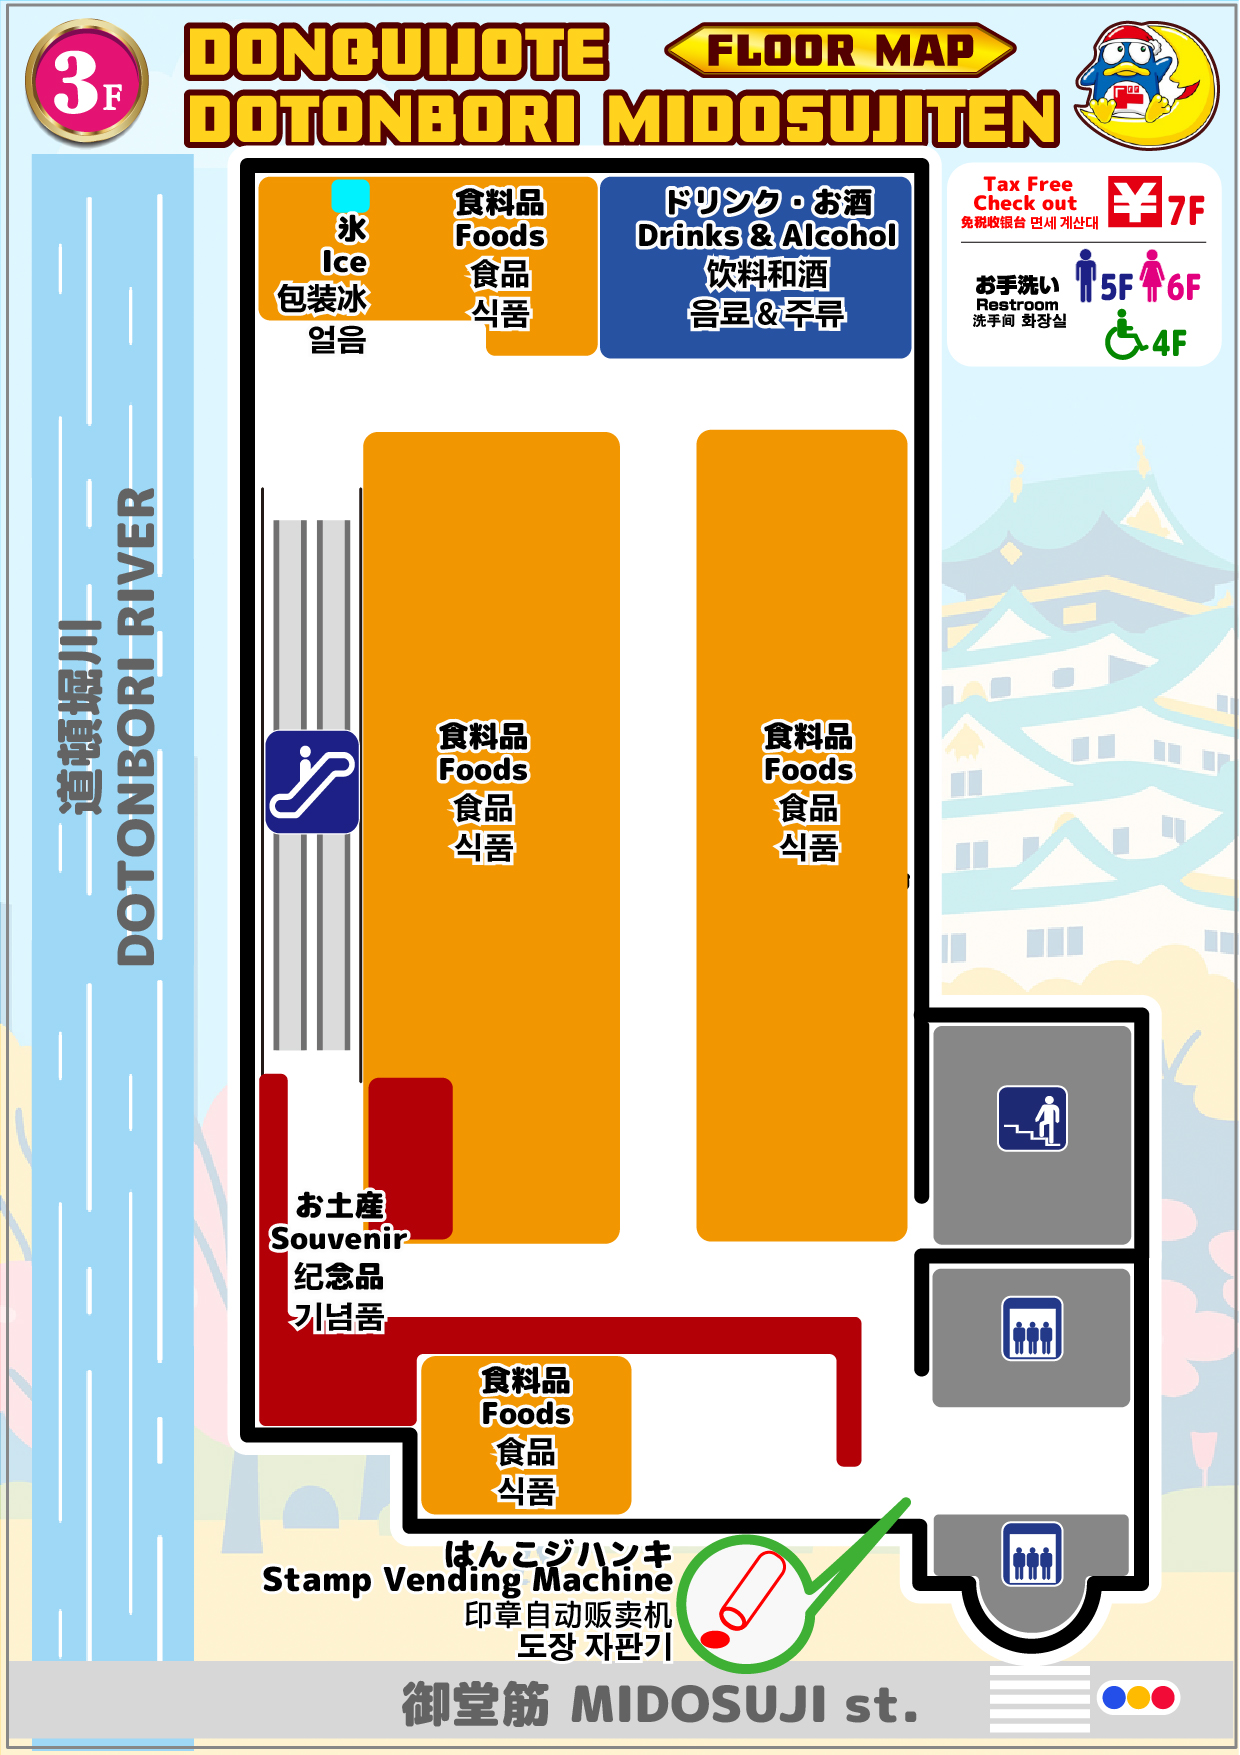 3F
DONQUIJOTE
FLOOR MAP
DOTONBORI MIDOSUJITEN
Tax Free
Check out
免税收银台 면세 계산대
¥ 7F
お手洗い
Restroom
洗手间 화장실
5F 6F
4F
氷
Ice
包装冰
얼음
食料品
Foods
食品
식품
ドリンク・お酒
Drinks & Alcohol
饮料和酒
음료 & 주류
道頓堀川
DOTONBORI RIVER
食料品
Foods
食品
식품
食料品
Foods
食品
식품
お土産
Souvenir
纪念品
기념품
食料品
Foods
食品
식품
はんこジハンキ
Stamp Vending Machine
印章自动贩卖机
도장 자판기
御堂筋 MIDOSUJI st.